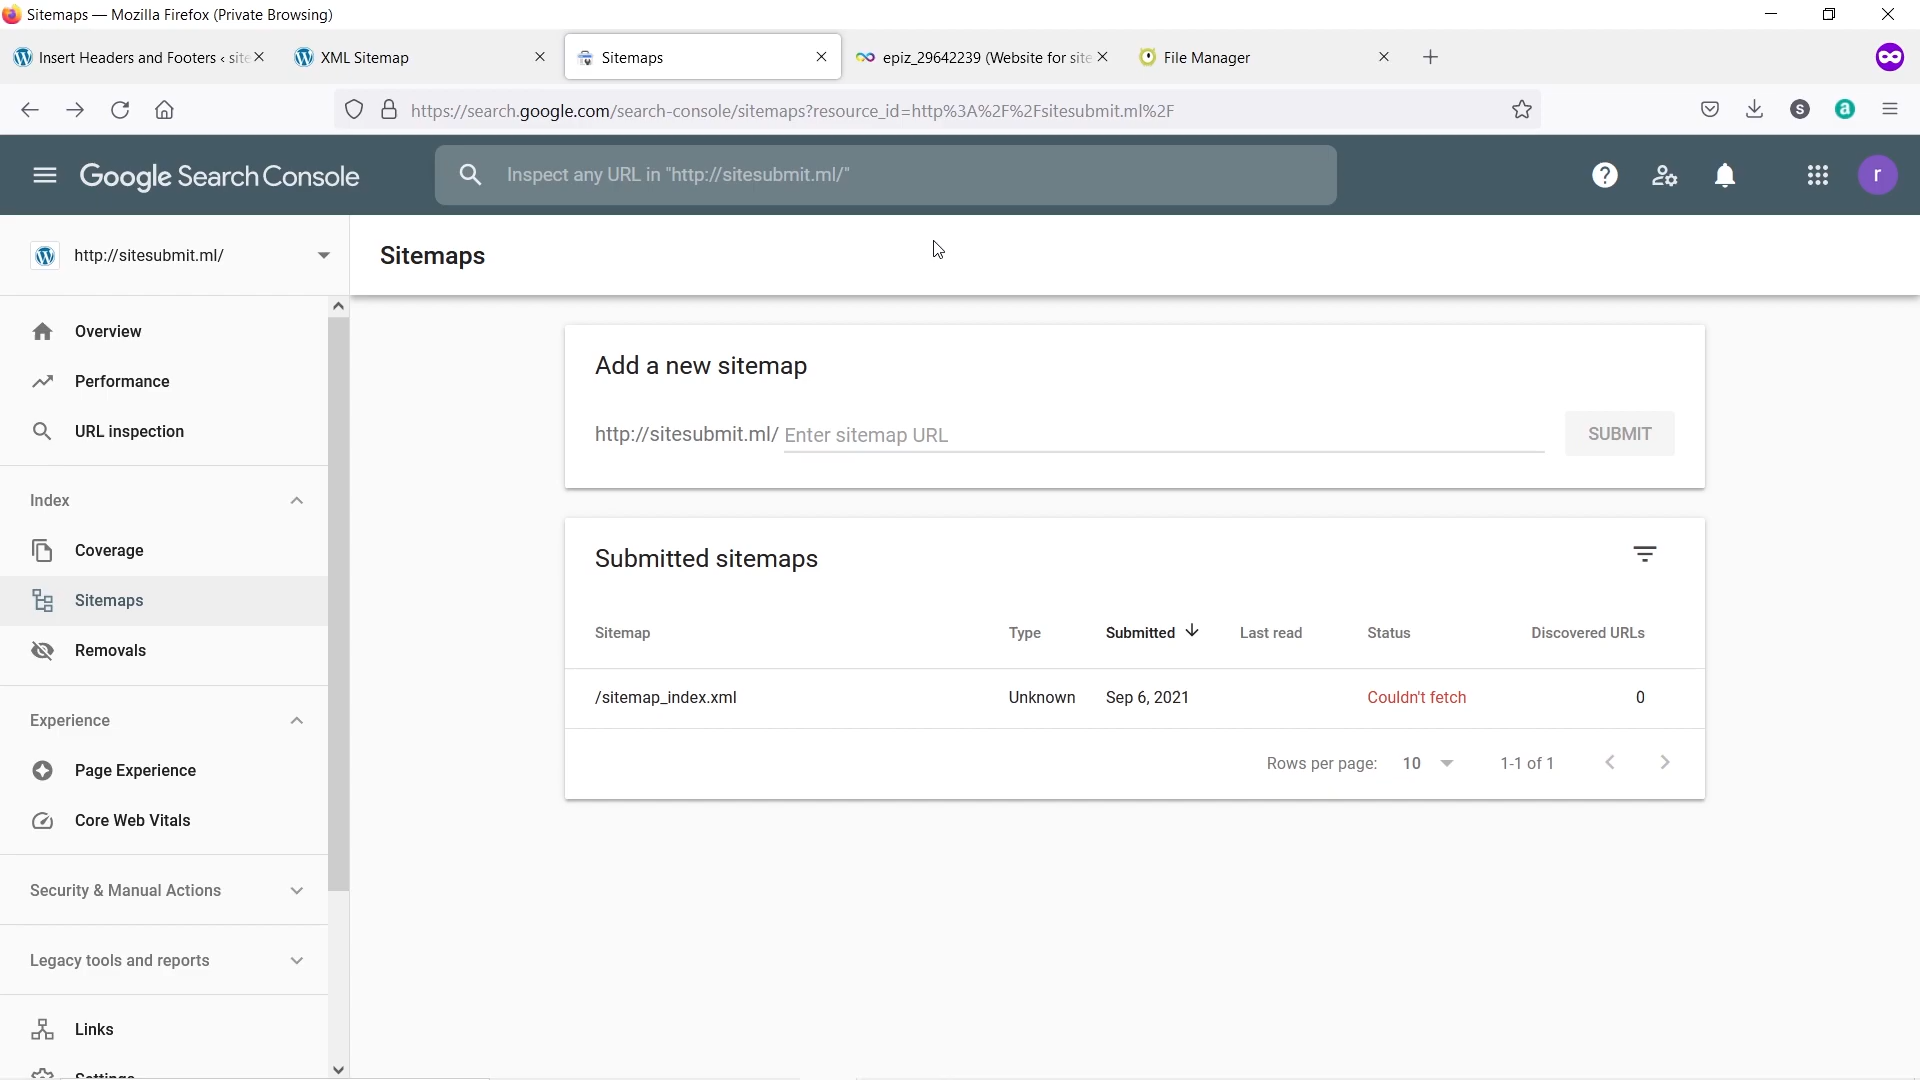 Sitemaps — Mozilla Firefox (Private Browsing)
Insert Headers and Footers ‹ site
XML Sitemap
Sitemaps
epiz_29642239 (Website for site
File Manager
https://search.google.com/search-console/sitemaps?resource_id=http%3A%2F%2Fsitesubmit.ml%2F
S
a
Google Search Console
Inspect any URL in "http://sitesubmit.ml/"
?
r
http://sitesubmit.ml/
Sitemaps
Overview
Performance
URL inspection
Index
Coverage
Sitemaps
Removals
Experience
Page Experience
Core Web Vitals
Security & Manual Actions
Legacy tools and reports
Links
Settings
Add a new sitemap
http://sitesubmit.ml/ Enter sitemap URL
SUBMIT
Submitted sitemaps
Sitemap Type Submitted Last read Status Discovered URLs
/sitemap_index.xml Unknown Sep 6, 2021 Couldn't fetch 0
Rows per page: 10 1-1 of 1